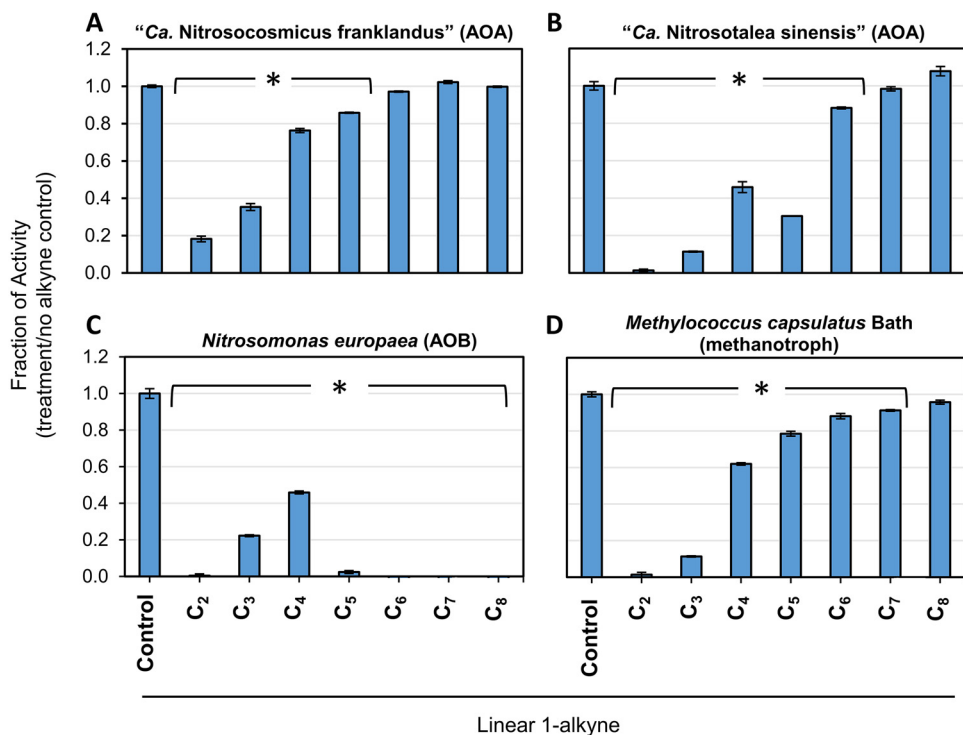 A
“Ca. Nitrosocosmicus franklandus” (AOA)
1.2
1.0
0.8
0.6
0.4
0.2
0.0
*
B
“Ca. Nitrosotalea sinensis” (AOA)
*
Fraction of Activity
(treatment/no alkyne control)
C
Nitrosomonas europaea (AOB)
1.2
1.0
0.8
0.6
0.4
0.2
0.0
*
Control
C₂
C₃
C₄
C₅
C₆
C₇
C₈
D
Methylococcus capsulatus Bath
(methanotroph)
*
Control
C₂
C₃
C₄
C₅
C₆
C₇
C₈
Linear 1-alkyne